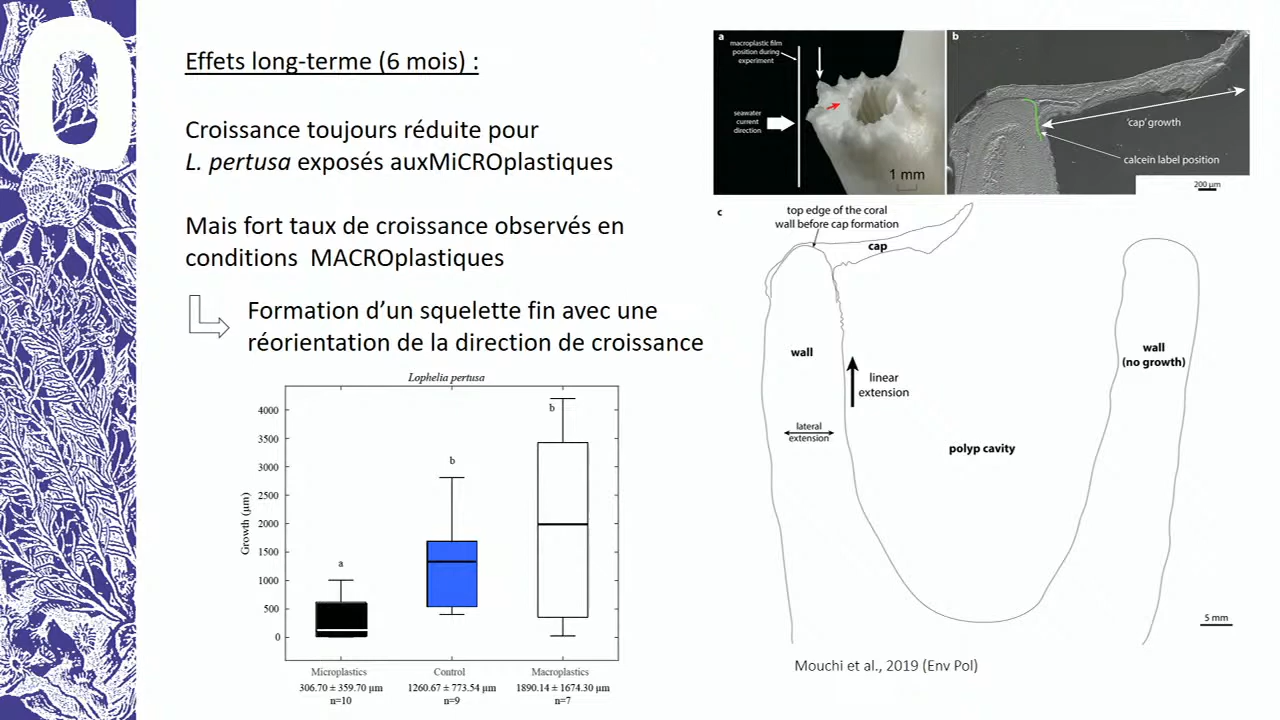 Effets long-terme (6 mois) :
Croissance toujours réduite pour
L. pertusa exposés auxMiCROplastiques
Mais fort taux de croissance observés en
conditions  MACROplastiques
Formation d’un squelette fin avec une
réorientation de la direction de croissance
Lophelia pertusa
Growth (μm)
4000
3500
3000
2500
2000
1500
1000
500
0
a
b
b
Microplastics
306.70 ± 359.70 μm
n=10
Control
1260.67 ± 773.54 μm
n=9
Macroplastics
1890.14 ± 1674.30 μm
n=7
a
macroplastic film
position during
experiment
seawater
current
direction
1 mm
b
'cap' growth
calcein label position
200 μm
c
top edge of the coral
wall before cap formation
cap
wall
linear
extension
lateral
extension
polyp cavity
wall
(no growth)
5 mm
Mouchi et al., 2019 (Env Pol)